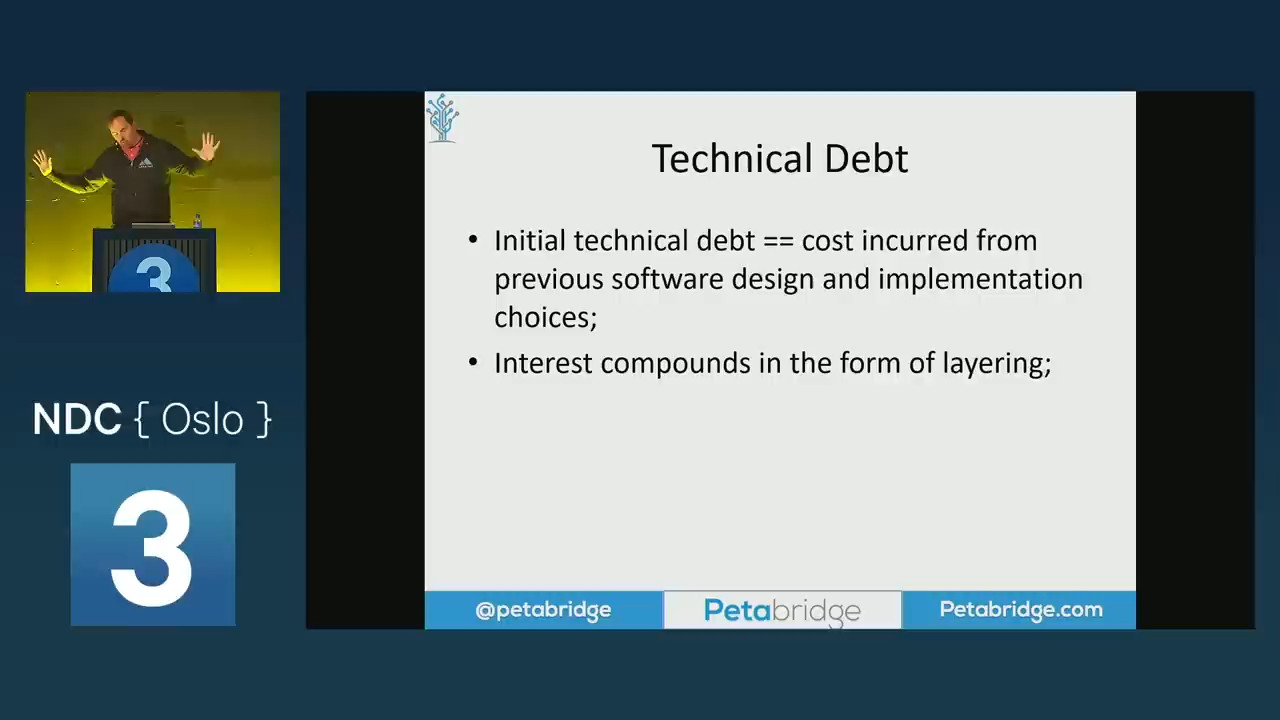 3
NDC { Oslo }
3
Technical Debt
• Initial technical debt == cost incurred from
previous software design and implementation
choices;
• Interest compounds in the form of layering;
@petabridge
Petabridge
Petabridge.com